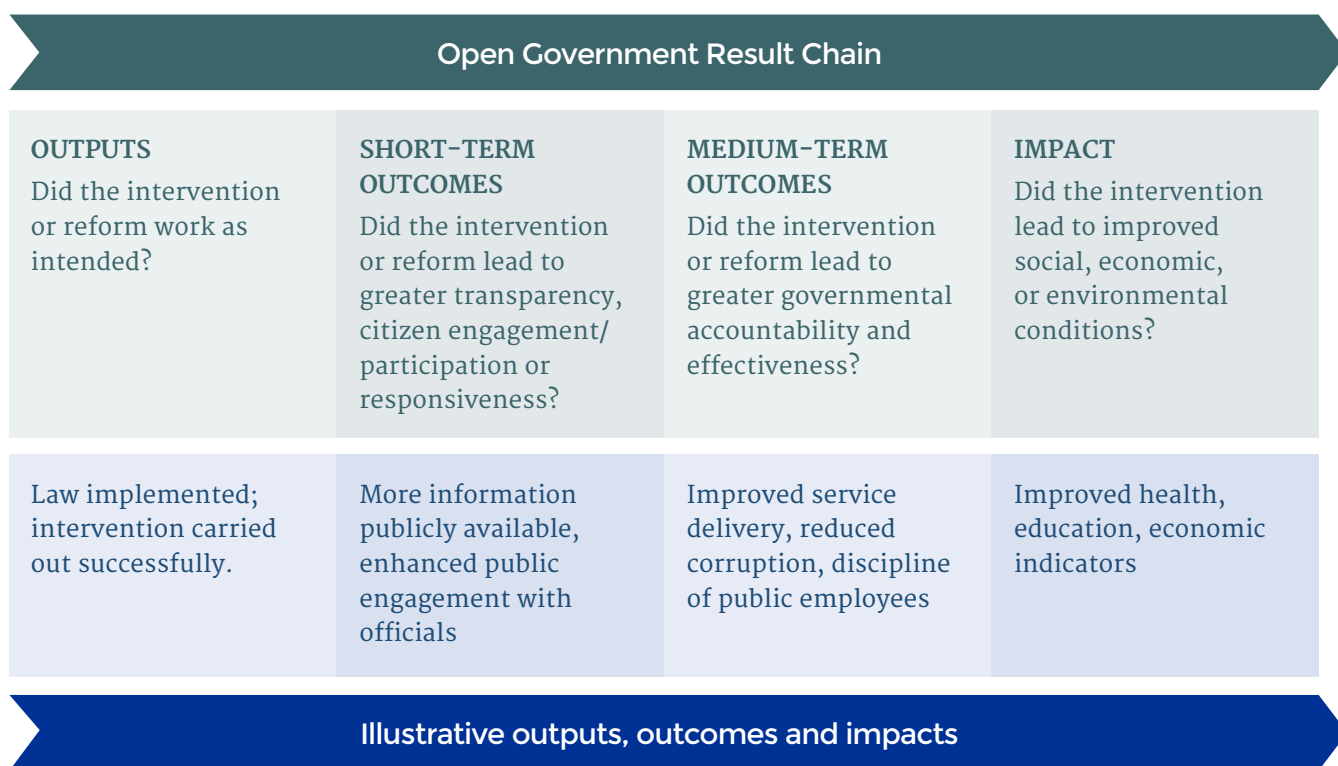 Open Government Result Chain
OUTPUTS
Did the intervention
or reform work as
intended?
SHORT-TERM
OUTCOMES
Did the intervention
or reform lead to
greater transparency,
citizen engagement/
participation or
responsiveness?
MEDIUM-TERM
OUTCOMES
Did the intervention
or reform lead to
greater governmental
accountability and
effectiveness?
IMPACT
Did the intervention
lead to improved
social, economic,
or environmental
conditions?
Law implemented;
intervention carried
out successfully.
More information
publicly available,
enhanced public
engagement with
officials
Improved service
delivery, reduced
corruption, discipline
of public employees
Improved health,
education, economic
indicators
Illustrative outputs, outcomes and impacts